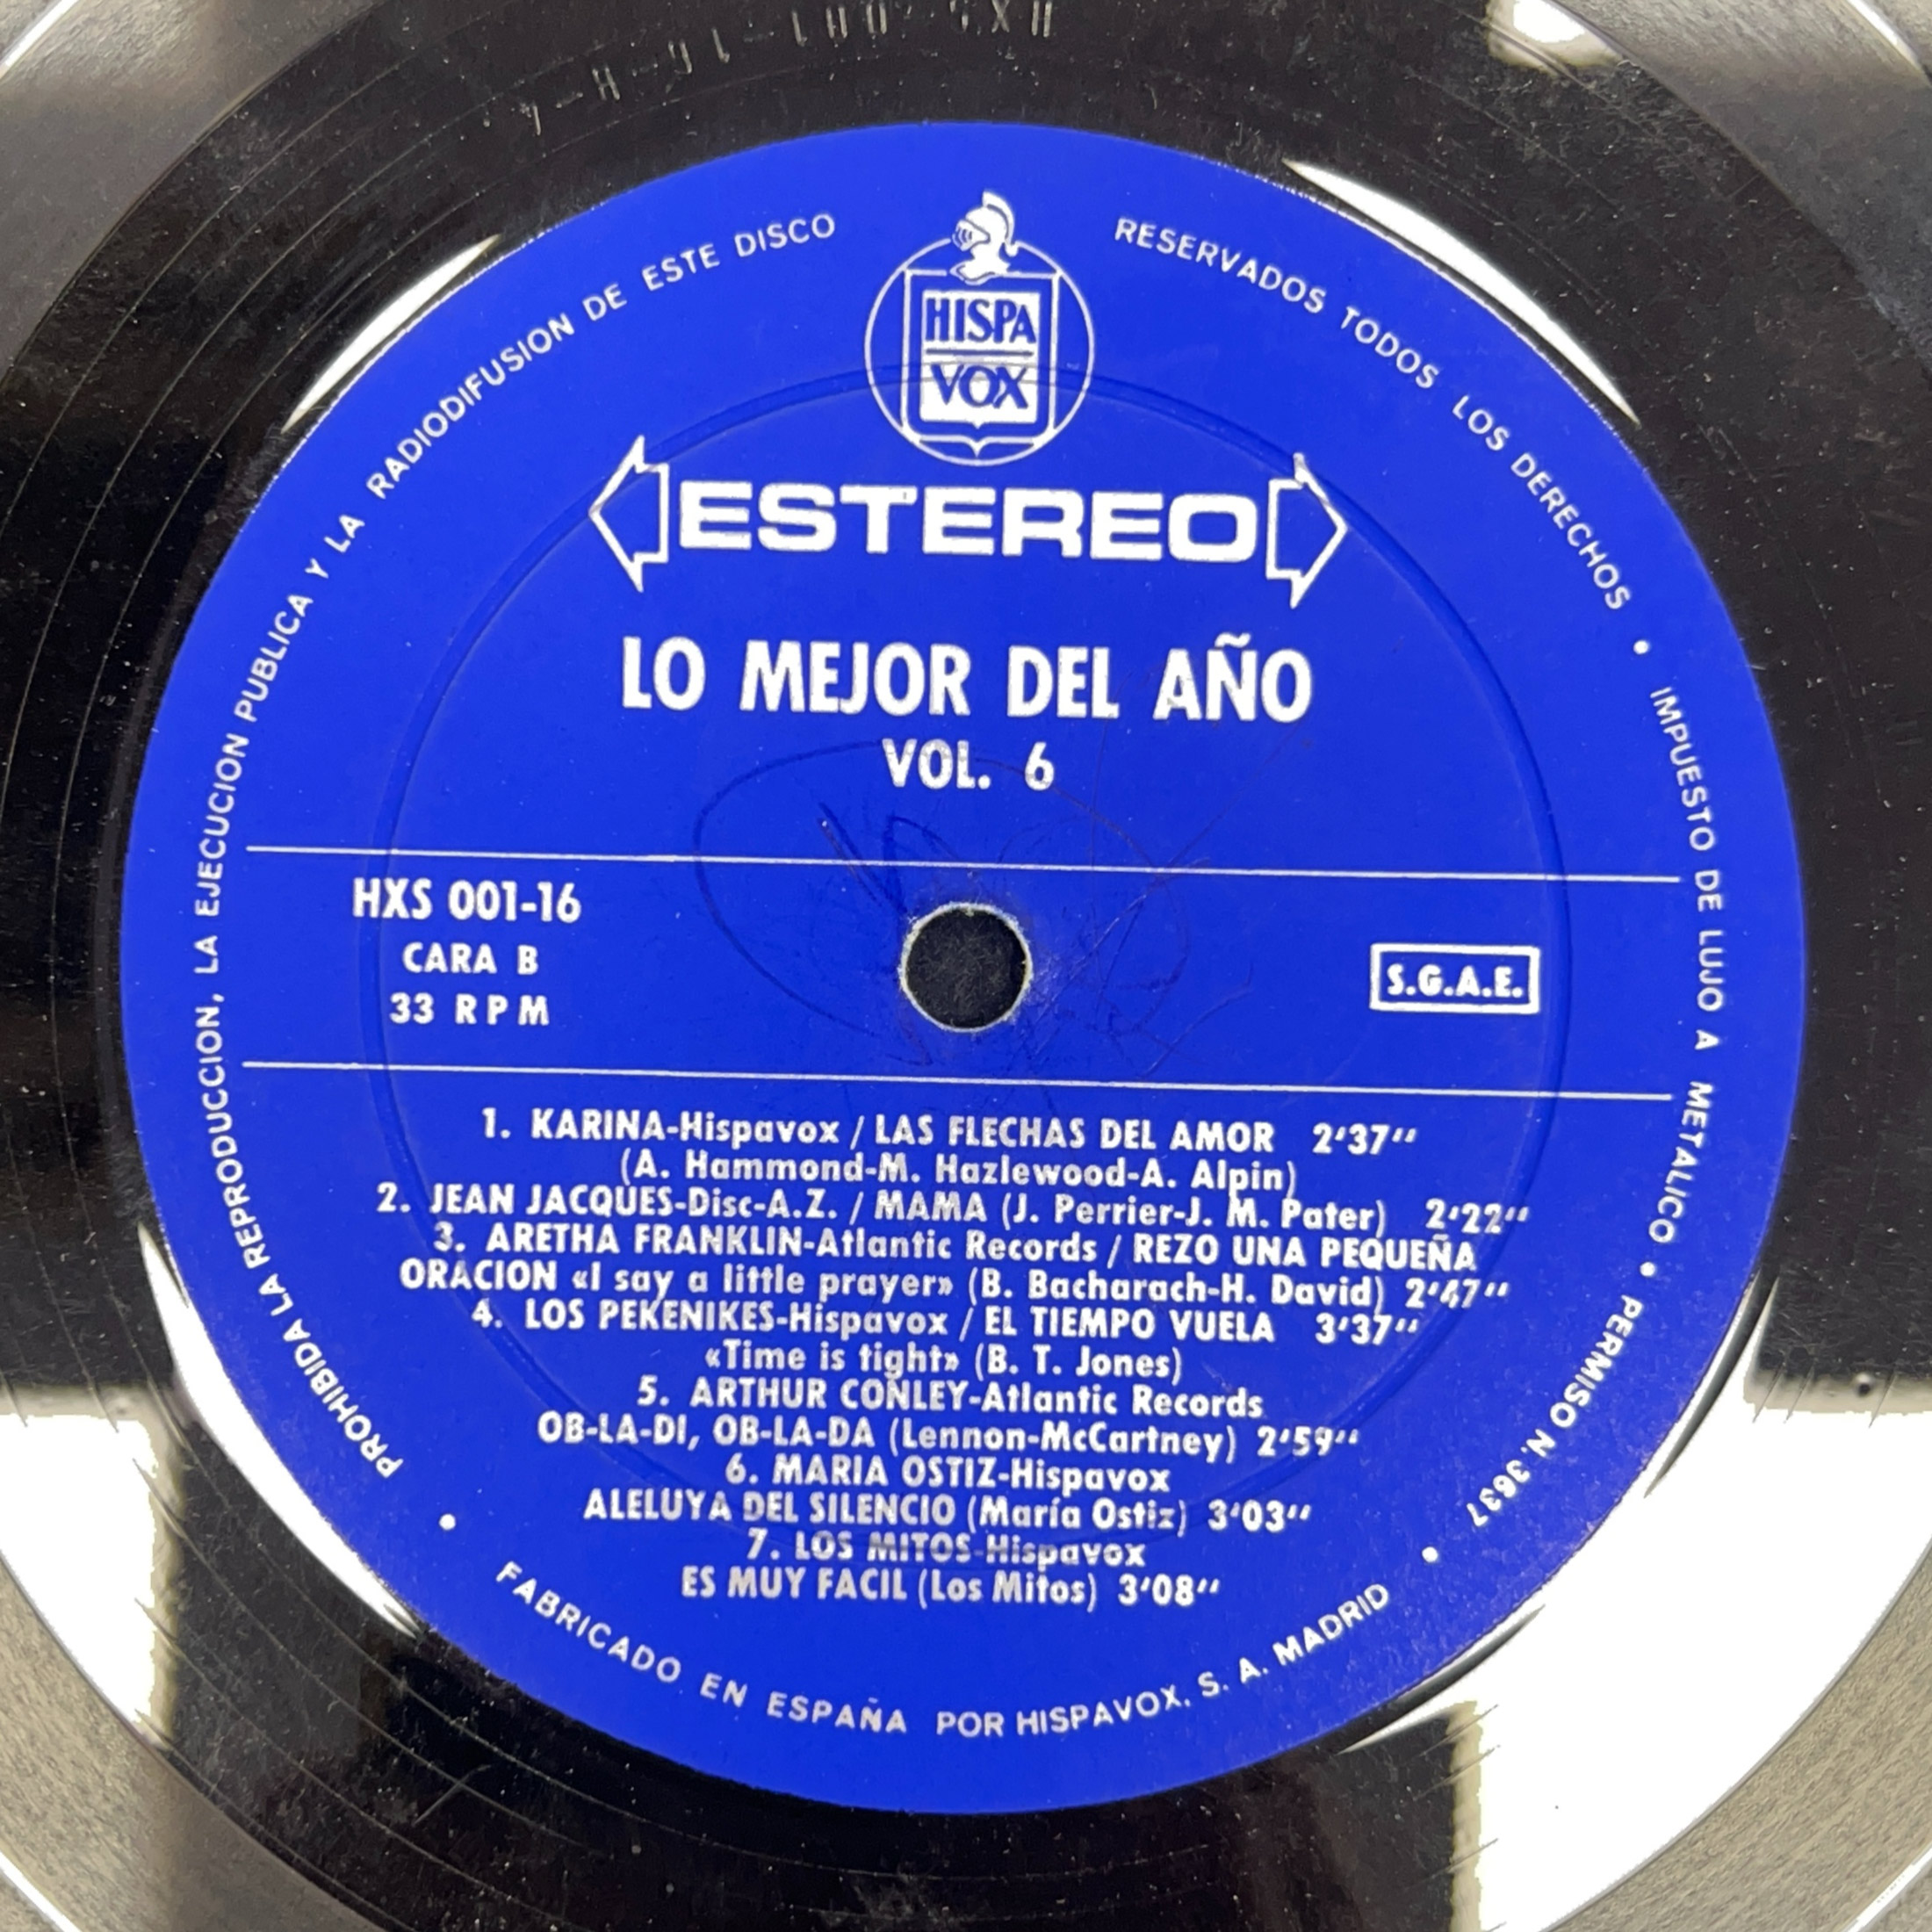 HXS 001-16-H-1
HISPA
VOX
ESTEREO
LO MEJOR DEL AÑO
VOL. 6
HXS 001-16
CARA B
33 RPM
S.G.A.E.
1. KARINA-Hispavox / LAS FLECHAS DEL AMOR 2'37"
(A. Hammond-M. Hazlewood-A. Alpin)
2. JEAN JACQUES-Disc-A.Z. / MAMA (J. Perrier-J. M. Pater) 2'22"
3. ARETHA FRANKLIN-Atlantic Records / REZO UNA PEQUEÑA
ORACION «I say a little prayer» (B. Bacharach-H. David) 2'47"
4. LOS PEKENIKES-Hispavox / EL TIEMPO VUELA 3'37"
«Time is tight» (B. T. Jones)
5. ARTHUR CONLEY-Atlantic Records
OB-LA-DI, OB-LA-DA (Lennon-McCartney) 2'59"
6. MARIA OSTIZ-Hispavox
ALELUYA DEL SILENCIO (María Ostiz) 3'03"
7. LOS MITOS-Hispavox
ES MUY FACIL (Los Mitos) 3'08"
PROHIBIDA LA REPRODUCCION, LA EJECUCION PUBLICA Y LA RADIODIFUSION DE ESTE DISCO
RESERVADOS TODOS LOS DERECHOS • IMPUESTO DE LUJO A METALICO • PERMISO N. 3637 •
FABRICADO EN ESPAÑA POR HISPAVOX, S. A. MADRID